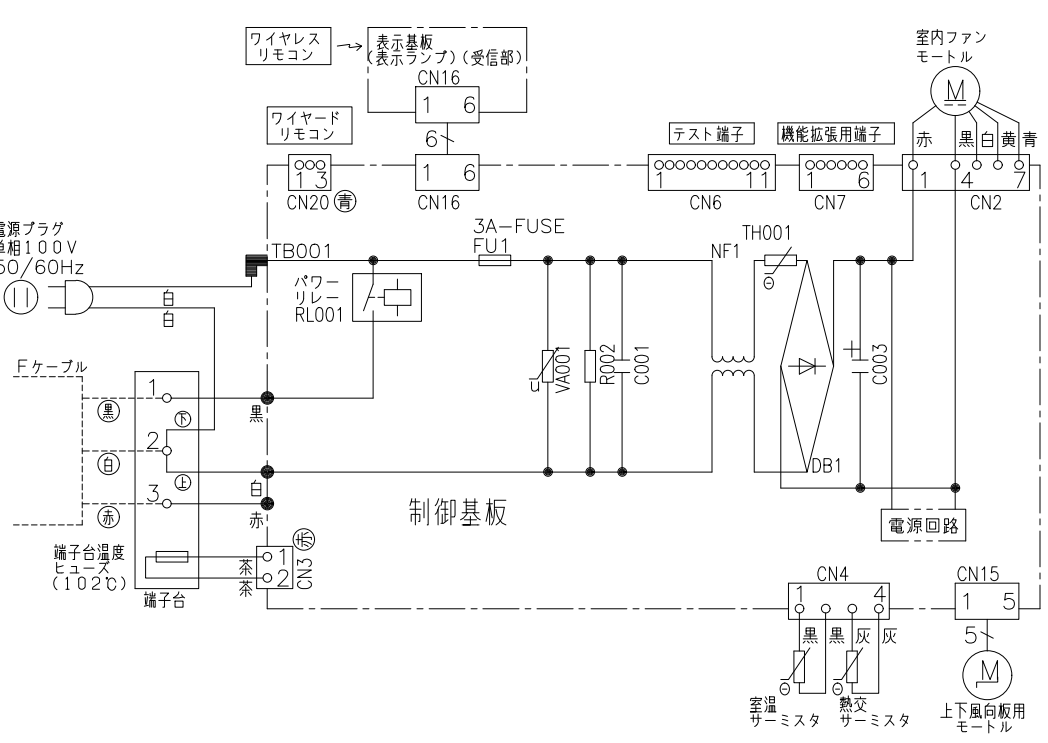 ワイヤレス
リモコン
表示基板
(表示ランプ)(受信部)
CN16
1 6
6
1 6
CN16
ワイヤード
リモコン
1 3
CN20 青
テスト端子
1 11
CN6
機能拡張用端子
1 6
CN7
室内ファン
モートル
M
赤 黒 白 黄 青
1 4 7
CN2
電源プラグ
単相100V
50/60Hz
白
白
TB001
パワー
リレー
RL001
3A-FUSE
FU1
VA001
u
R002
C001
NF1
TH001
DB1
C003
電源回路
制御基板
Fケーブル
黒
白
赤
1
2
3
下
上
黒
白
赤
端子台温度
ヒューズ
(102℃)
端子台
茶
茶
1
2
CN3 赤
CN4
1 4
黒 黒 灰 灰
室温
サーミスタ
熱交
サーミスタ
CN15
1 5
5
M
上下風向板用
モートル